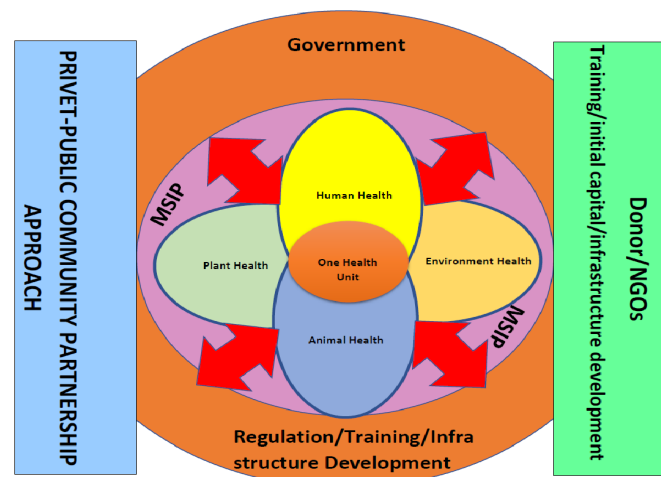 Government
PRIVET-PUBLIC COMMUNITY PARTNERSHIP
APPROACH
MSIP
Human Health
Plant Health
One Health
Unit
Environment Health
Animal Health
MSIP
Regulation/Training/Infra
structure Development
Donor/NGOs
Training/initial capital/infrastructure development